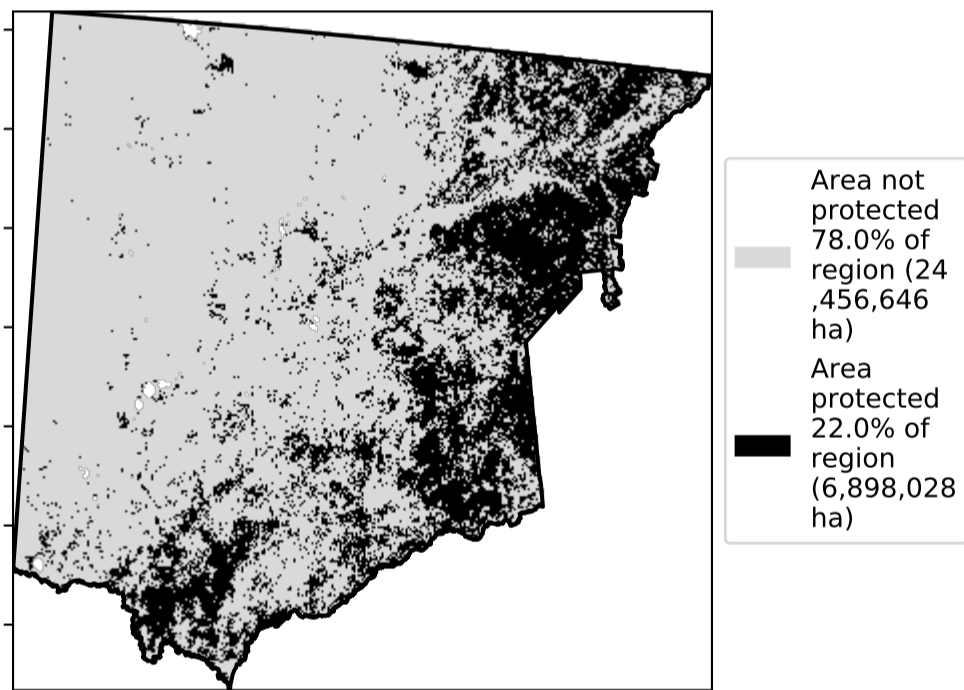 Area not
protected
78.0% of
region (24
,456,646
ha)
Area
protected
22.0% of
region
(6,898,028
ha)